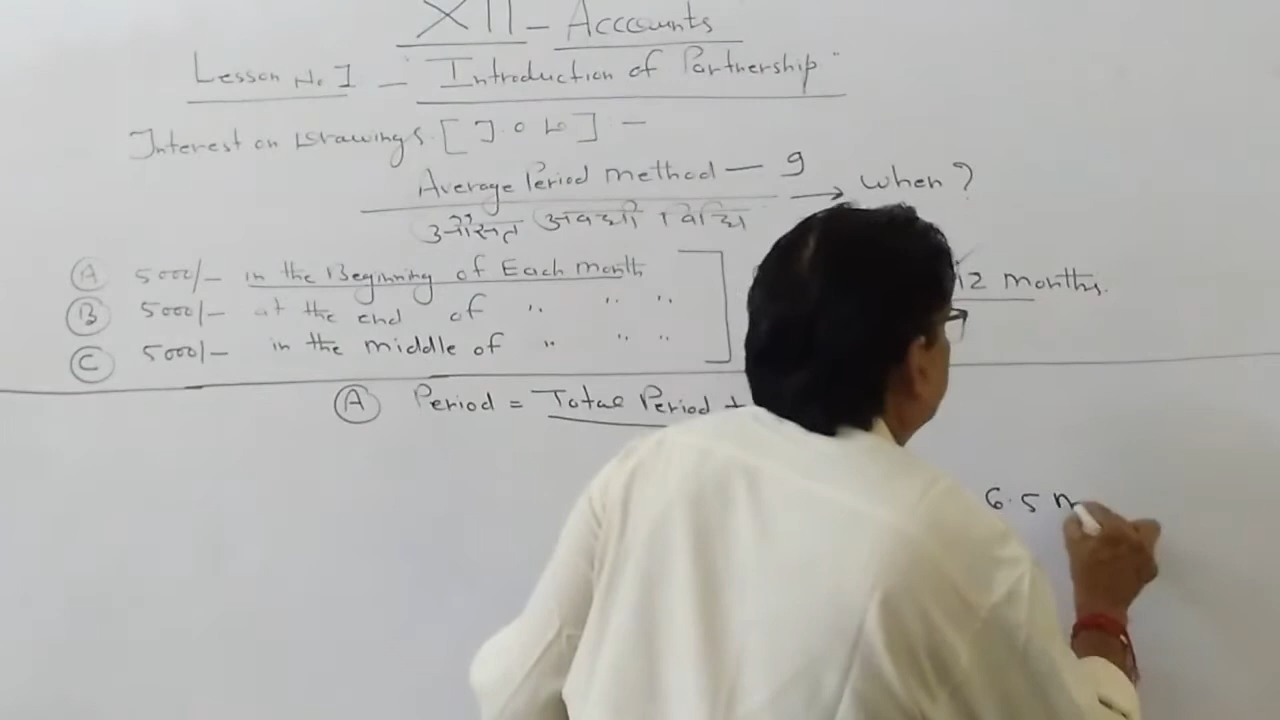 XII - Accounts
Lesson No. 1 - Introduction of Partnership
Interest on Drawings [I.O.D] -
Average Period method — 9 → when?
औसत अवधी विधि
(A) 5000/- in the Beginning of Each month
12 months.
(B) 5000/- at the end of " " "
(C) 5000/- in the middle of " " "
(A) Period = Total Period +
6.5 m